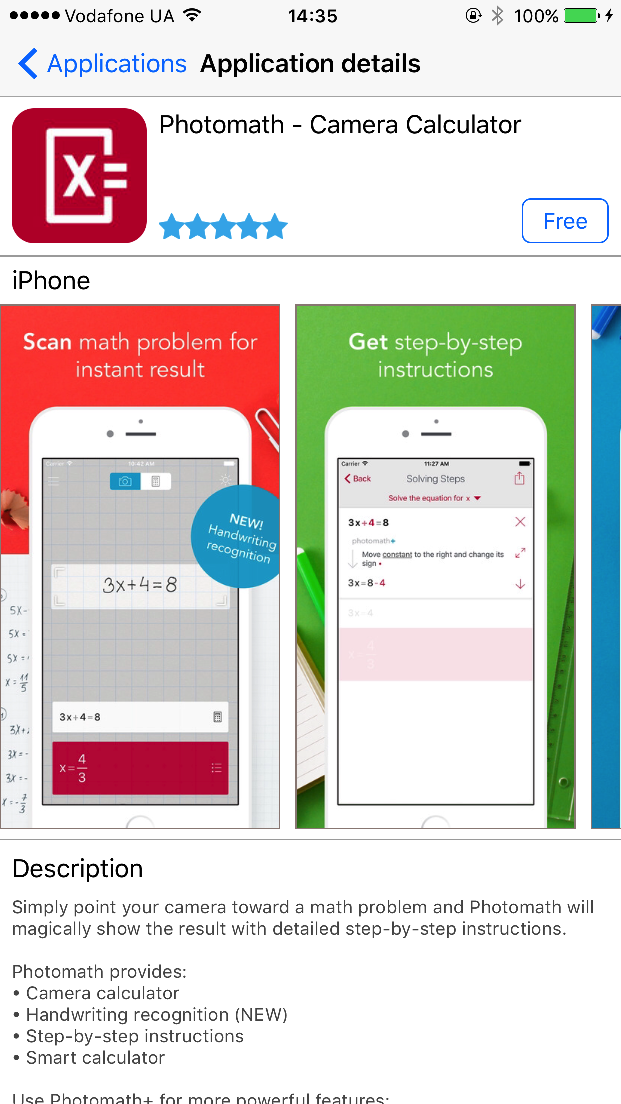 Vodafone UA 14:35 100%
Applications Application details
Photomath - Camera Calculator
X=
Free
iPhone
Scan math problem for
instant result
Carrier 10:42 AM
NEW!
Handwriting
recognition
3x+4=8
3x+4=8
x=4/3
5x-
5x=
5x=
x=11/5
3x+
3x=-
3x=-
x=-7/3
Get step-by-step
instructions
Carrier 11:27 AM
Back Solving Steps
Solve the equation for x
3x+4=8
photomath+
Move constant to the right and change its
sign
3x=8-4
3x=4
x=4/3
Description
Simply point your camera toward a math problem and Photomath will
magically show the result with detailed step-by-step instructions.
Photomath provides:
• Camera calculator
• Handwriting recognition (NEW)
• Step-by-step instructions
• Smart calculator
Use Photomath+ for more powerful features: